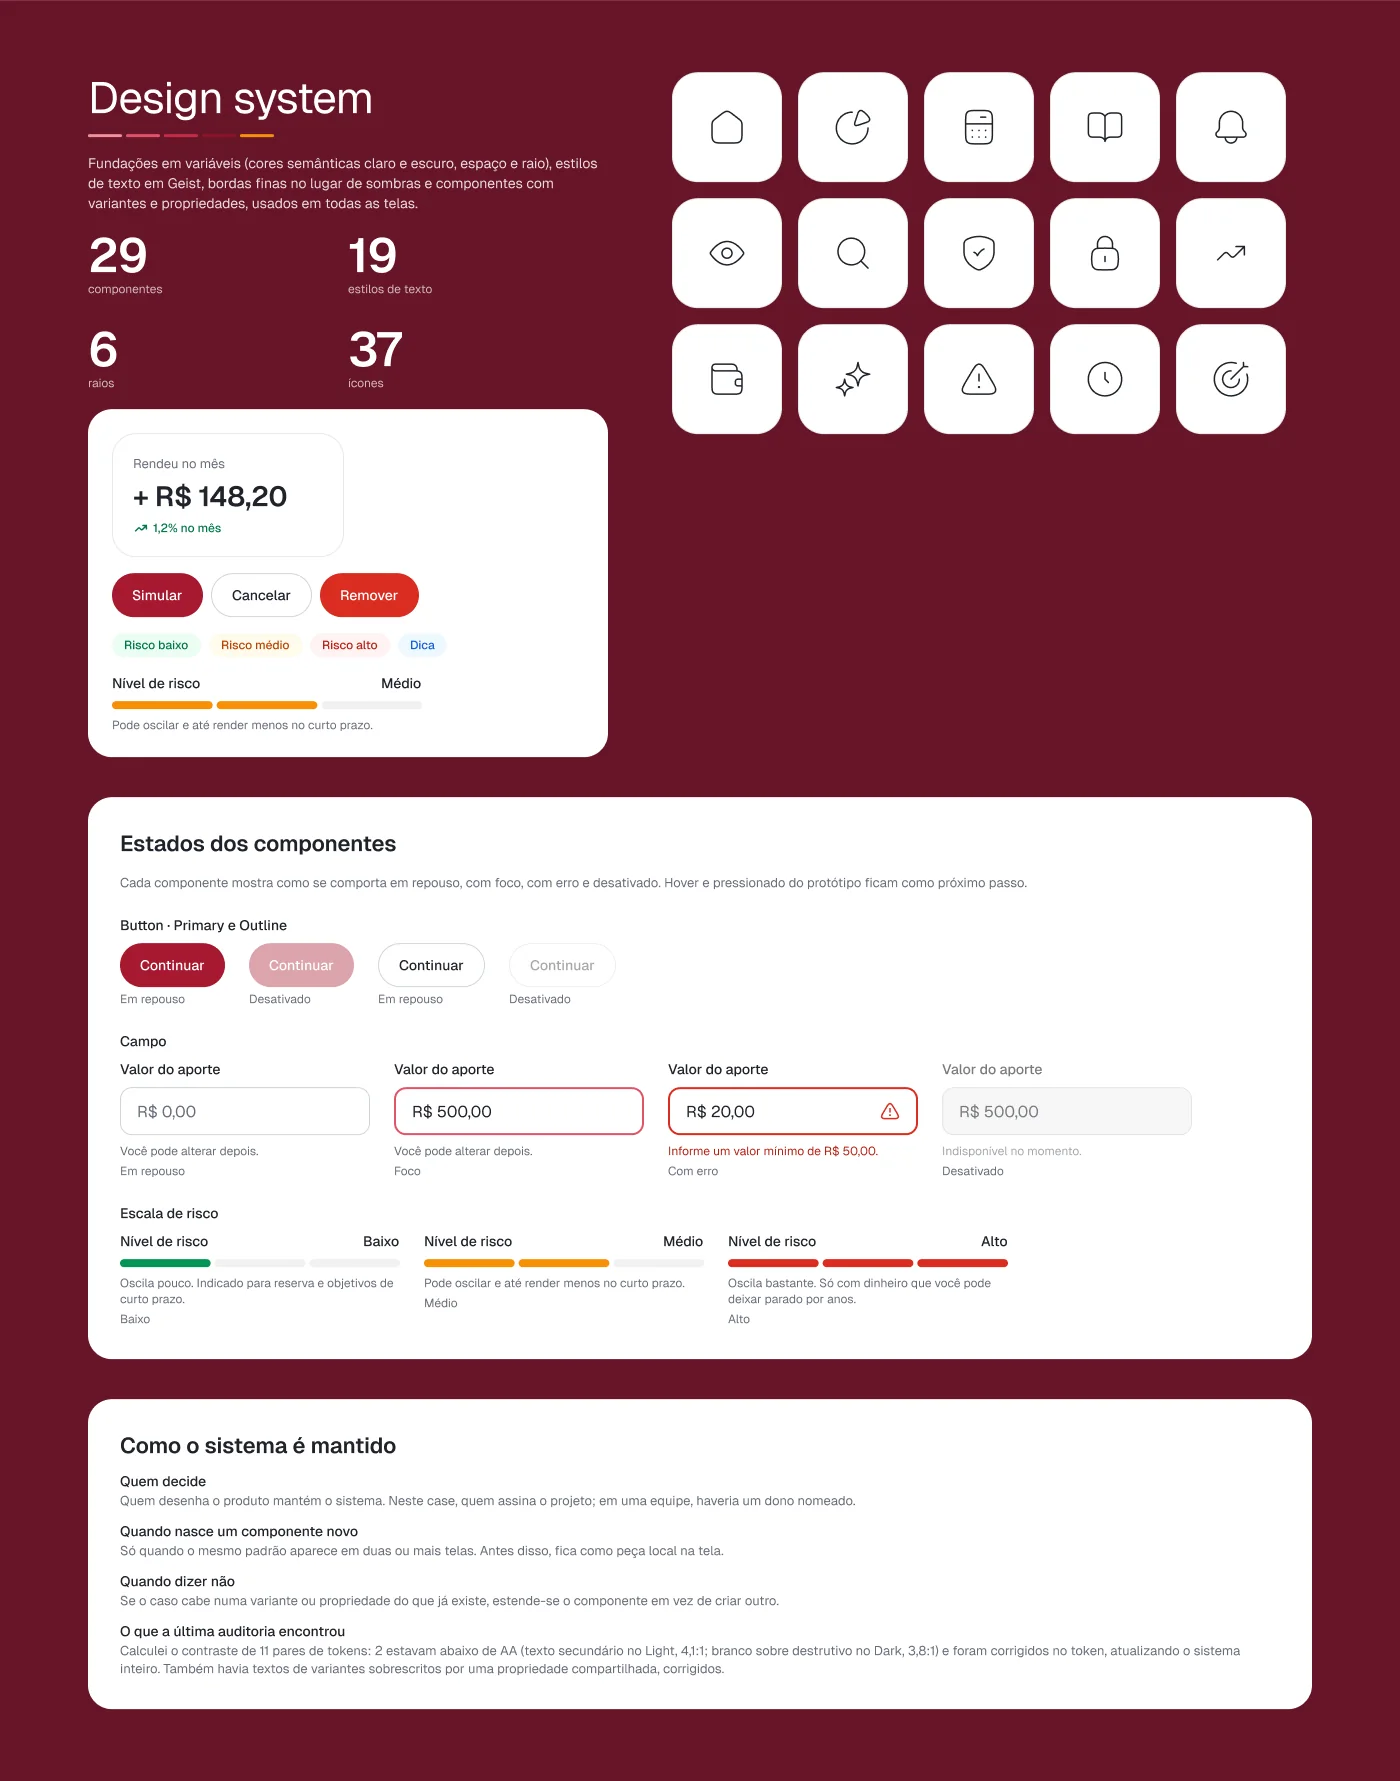 Design system
Fundações em variáveis (cores semânticas claro e escuro, espaço e raio), estilos
de texto em Geist, bordas finas no lugar de sombras e componentes com
variantes e propriedades, usados em todas as telas.
29
componentes
19
estilos de texto
6
raios
37
ícones
Rendeu no mês
+ R$ 148,20
1,2% no mês
Simular
Cancelar
Remover
Risco baixo
Risco médio
Risco alto
Dica
Nível de risco
Médio
Pode oscilar e até render menos no curto prazo.
Estados dos componentes
Cada componente mostra como se comporta em repouso, com foco, com erro e desativado. Hover e pressionado do protótipo ficam como próximo passo.
Button · Primary e Outline
Continuar
Continuar
Continuar
Continuar
Em repouso
Desativado
Em repouso
Desativado
Campo
Valor do aporte
Valor do aporte
Valor do aporte
Valor do aporte
R$ 0,00
R$ 500,00
R$ 20,00
R$ 500,00
Você pode alterar depois.
Você pode alterar depois.
Informe um valor mínimo de R$ 50,00.
Indisponível no momento.
Em repouso
Foco
Com erro
Desativado
Escala de risco
Nível de risco
Baixo
Oscila pouco. Indicado para reserva e objetivos de
curto prazo.
Baixo
Nível de risco
Médio
Pode oscilar e até render menos no curto prazo.
Médio
Nível de risco
Alto
Oscila bastante. Só com dinheiro que você pode
deixar parado por anos.
Alto
Como o sistema é mantido
Quem decide
Quem desenha o produto mantém o sistema. Neste case, quem assina o projeto; em uma equipe, haveria um dono nomeado.
Quando nasce um componente novo
Só quando o mesmo padrão aparece em duas ou mais telas. Antes disso, fica como peça local na tela.
Quando dizer não
Se o caso cabe numa variante ou propriedade do que já existe, estende-se o componente em vez de criar outro.
O que a última auditoria encontrou
Calculei o contraste de 11 pares de tokens: 2 estavam abaixo de AA (texto secundário no Light, 4,1:1; branco sobre destrutivo no Dark, 3,8:1) e foram corrigidos no token, atualizando o sistema
inteiro. Também havia textos de variantes sobrescritos por uma propriedade compartilhada, corrigidos.